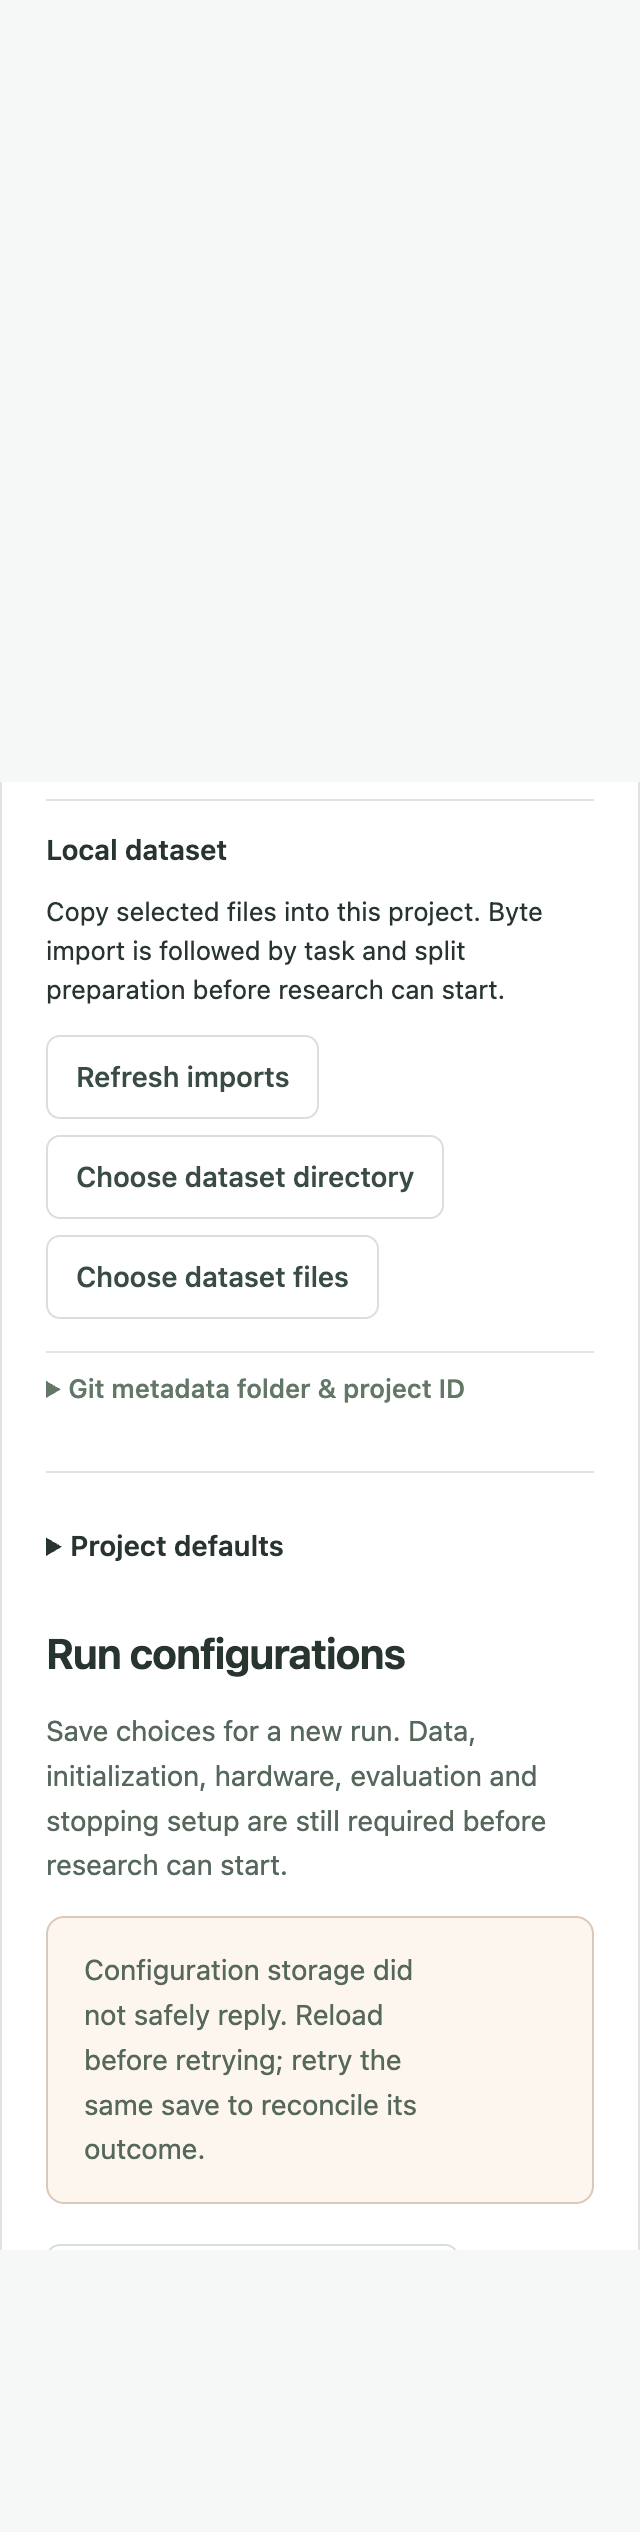 Local dataset
Copy selected files into this project. Byte
import is followed by task and split
preparation before research can start.
Refresh imports
Choose dataset directory
Choose dataset files
Git metadata folder & project ID
Project defaults
Run configurations
Save choices for a new run. Data,
initialization, hardware, evaluation and
stopping setup are still required before
research can start.
Configuration storage did
not safely reply. Reload
before retrying; retry the
same save to reconcile its
outcome.